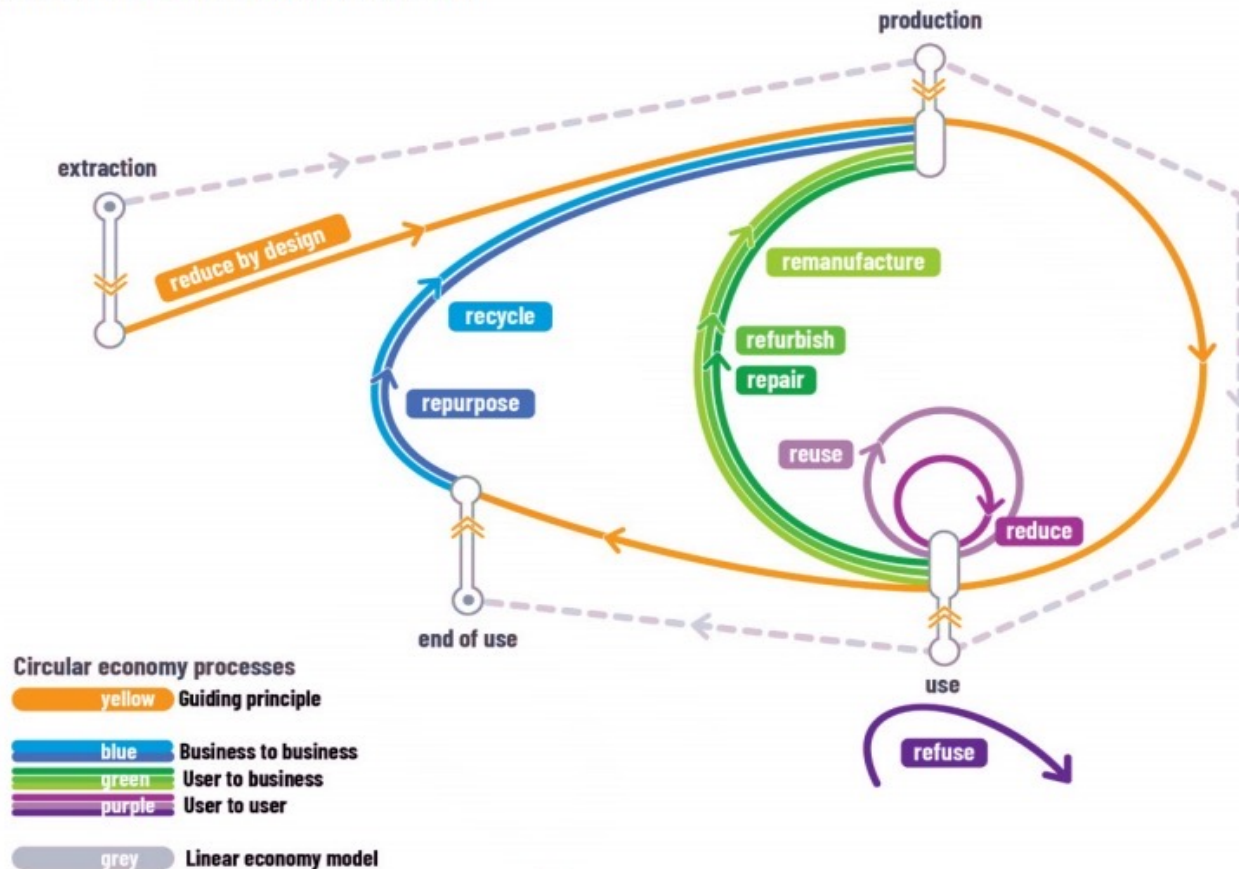 production
extraction
reduce by design
remanufacture
recycle
refurbish
repair
repurpose
reuse
reduce
end of use
use
refuse
Circular economy processes
yellow Guiding principle
blue Business to business
green User to business
purple User to user
grey Linear economy model